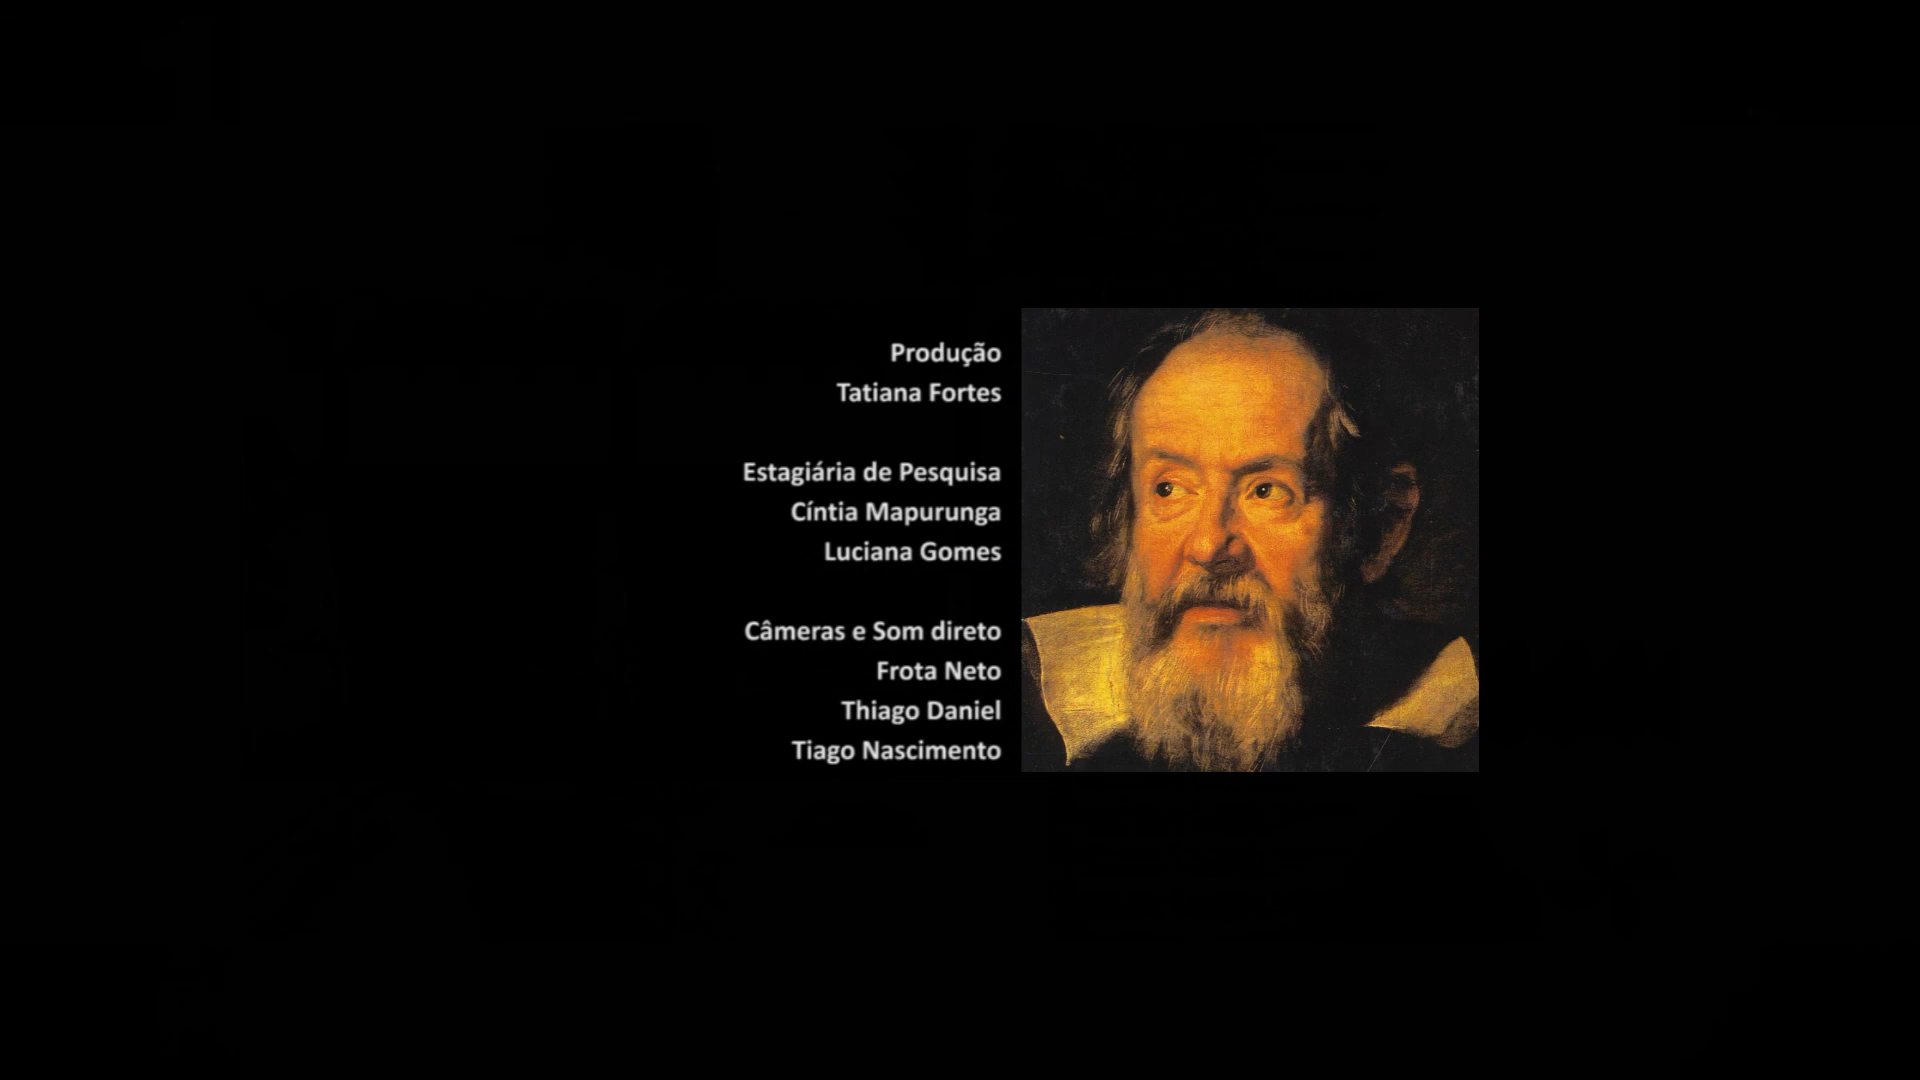 Produção
Tatiana Fortes
Estagiária de Pesquisa
Cíntia Mapurunga
Luciana Gomes
Câmeras e Som direto
Frota Neto
Thiago Daniel
Tiago Nascimento